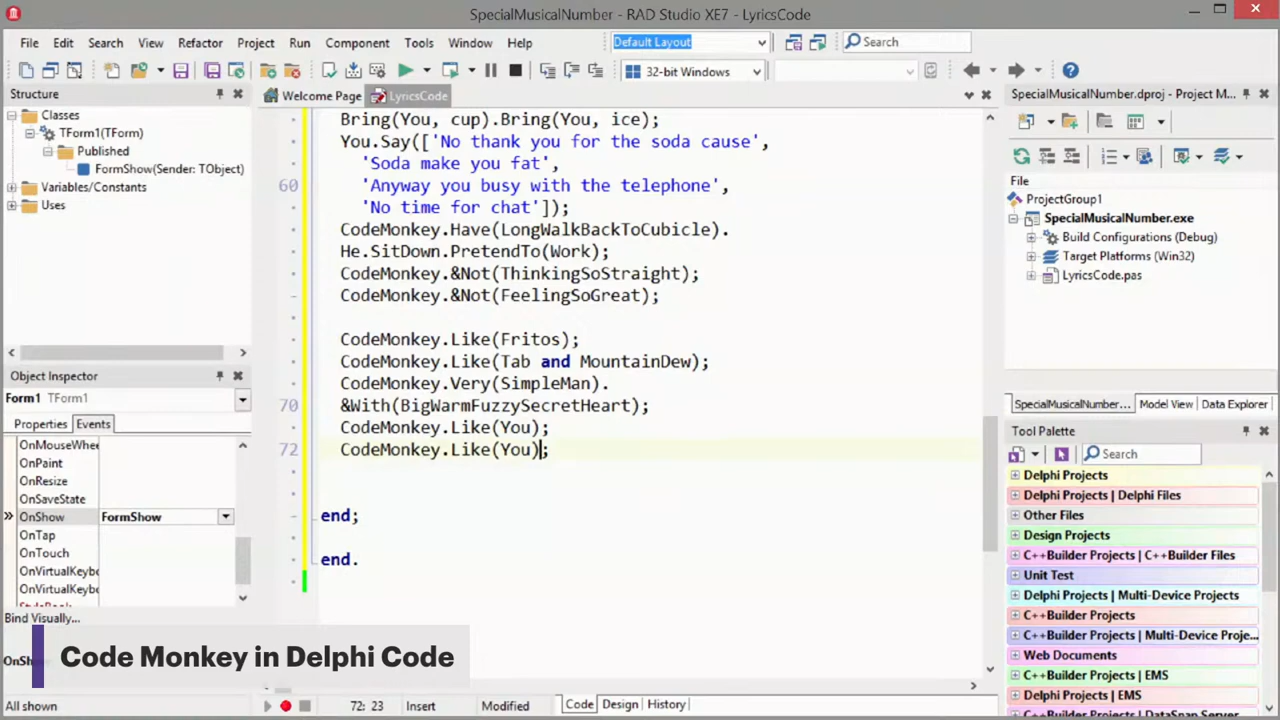 SpecialMusicalNumber - RAD Studio XE7 - LyricsCode
File Edit Search View Refactor Project Run Component Tools Window Help
Default Layout
Search
32-bit Windows
Structure
Classes
TForm1(TForm)
Published
FormShow(Sender: TObject)
Variables/Constants
Uses
Object Inspector
Form1 TForm1
Properties Events
OnMouseWhee
OnPaint
OnResize
OnSaveState
OnShow FormShow
OnTap
OnTouch
OnVirtualKeybo
OnVirtualKeybo
Bind Visually...
OnSh
All shown
Welcome Page LyricsCode
Bring(You, cup).Bring(You, ice);
You.Say(['No thank you for the soda cause',
'Soda make you fat',
60 'Anyway you busy with the telephone',
'No time for chat']);
CodeMonkey.Have(LongWalkBackToCubicle).
He.SitDown.PretendTo(Work);
CodeMonkey.&Not(ThinkingSoStraight);
CodeMonkey.&Not(FeelingSoGreat);
CodeMonkey.Like(Fritos);
CodeMonkey.Like(Tab and MountainDew);
CodeMonkey.Very(SimpleMan).
70 &With(BigWarmFuzzySecretHeart);
CodeMonkey.Like(You);
72 CodeMonkey.Like(You);
end;
end.
Code Monkey in Delphi Code
72: 23 Insert Modified Code Design History
SpecialMusicalNumber.dproj - Project M...
File
ProjectGroup1
SpecialMusicalNumber.exe
Build Configurations (Debug)
Target Platforms (Win32)
LyricsCode.pas
SpecialMusicalNumber... Model View Data Explorer
Tool Palette
Search
Delphi Projects
Delphi Projects | Delphi Files
Other Files
Design Projects
C++Builder Projects | C++Builder Files
Unit Test
Delphi Projects | Multi-Device Projects
C++Builder Projects
C++Builder Projects | Multi-Device Proje...
Web Documents
C++Builder Projects | EMS
Delphi Projects | EMS
C++Builder Projects | DataSnap Server